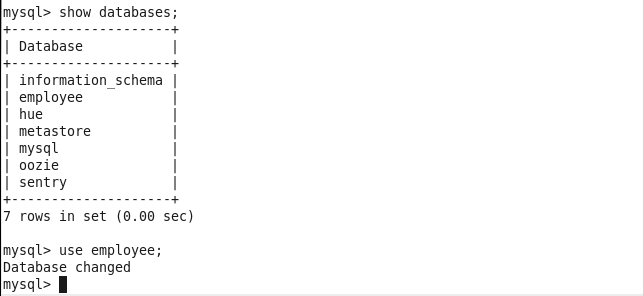 mysql> show databases;
+--------------------+
| Database           |
+--------------------+
| information_schema |
| employee           |
| hue                |
| metastore          |
| mysql              |
| oozie              |
| sentry             |
+--------------------+
7 rows in set (0.00 sec)

mysql> use employee;
Database changed
mysql>